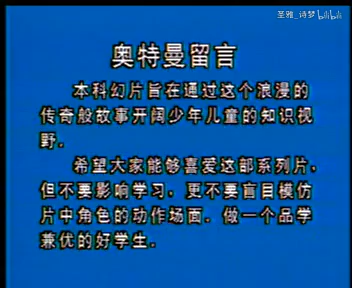 圣雅_诗梦 bilibili
奥特曼留言
本科幻片旨在通过这个浪漫的
传奇般故事开阔少年儿童的知识视
野.
希望大家能够喜爱这部系列片,
但不要影响学习. 更不要盲目模仿
片中角色的动作场面. 做一个品学
兼优的好学生.